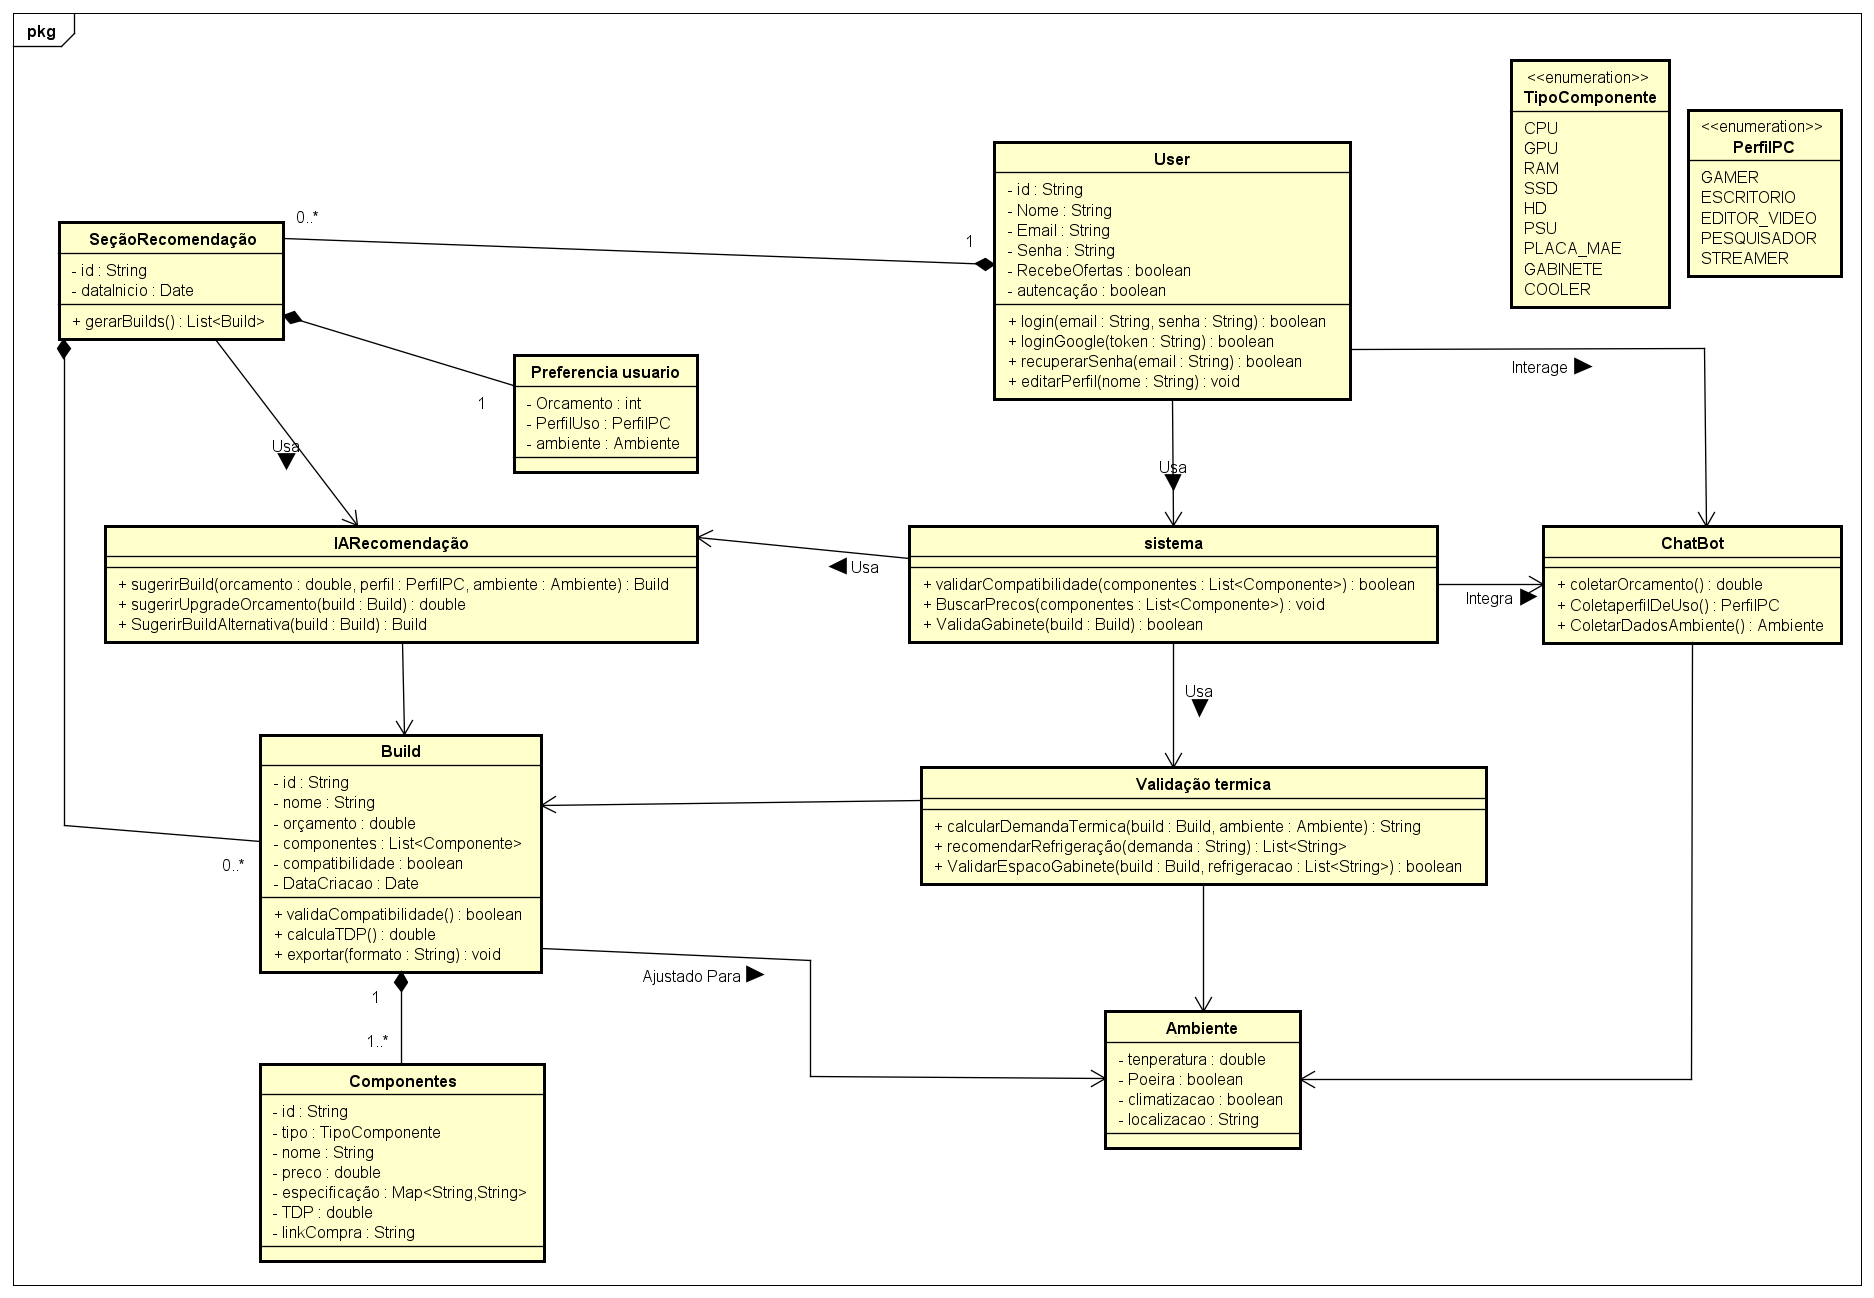 pkg
<<enumeration>>
TipoComponente
CPU
GPU
RAM
SSD
HD
PSU
PLACA_MAE
GABINETE
COOLER
<<enumeration>>
PerfilPC
GAMER
ESCRITORIO
EDITOR_VIDEO
PESQUISADOR
STREAMER
User
- id : String
- Nome : String
- Email : String
- Senha : String
- RecebeOfertas : boolean
- autencação : boolean
+ login(email : String, senha : String) : boolean
+ loginGoogle(token : String) : boolean
+ recuperarSenha(email : String) : boolean
+ editarPerfil(nome : String) : void
0..*
1
SeçãoRecomendação
- id : String
- dataInicio : Date
+ gerarBuilds() : List<Build>
Preferencia usuario
- Orcamento : int
- PerfilUso : PerfilPC
- ambiente : Ambiente
1
Interage
Usa
Usa
IARecomendação
+ sugerirBuild(orcamento : double, perfil : PerfilPC, ambiente : Ambiente) : Build
+ sugerirUpgradeOrcamento(build : Build) : double
+ SugerirBuildAlternativa(build : Build) : Build
Usa
sistema
+ validarCompatibilidade(componentes : List<Componente>) : boolean
+ BuscarPrecos(componentes : List<Componente>) : void
+ ValidaGabinete(build : Build) : boolean
Integra
ChatBot
+ coletarOrcamento() : double
+ ColetaperfilDeUso() : PerfilPC
+ ColetarDadosAmbiente() : Ambiente
Usa
Build
- id : String
- nome : String
- orçamento : double
- componentes : List<Componente>
- compatibilidade : boolean
- DataCriacao : Date
+ validaCompatibilidade() : boolean
+ calculaTDP() : double
+ exportar(formato : String) : void
0..*
Validação termica
+ calcularDemandaTermica(build : Build, ambiente : Ambiente) : String
+ recomendarRefrigeração(demanda : String) : List<String>
+ ValidarEspacoGabinete(build : Build, refrigeracao : List<String>) : boolean
Ajustado Para
1
1..*
Ambiente
- tenperatura : double
- Poeira : boolean
- climatizacao : boolean
- localizacao : String
Componentes
- id : String
- tipo : TipoComponente
- nome : String
- preco : double
- especificação : Map<String,String>
- TDP : double
- linkCompra : String